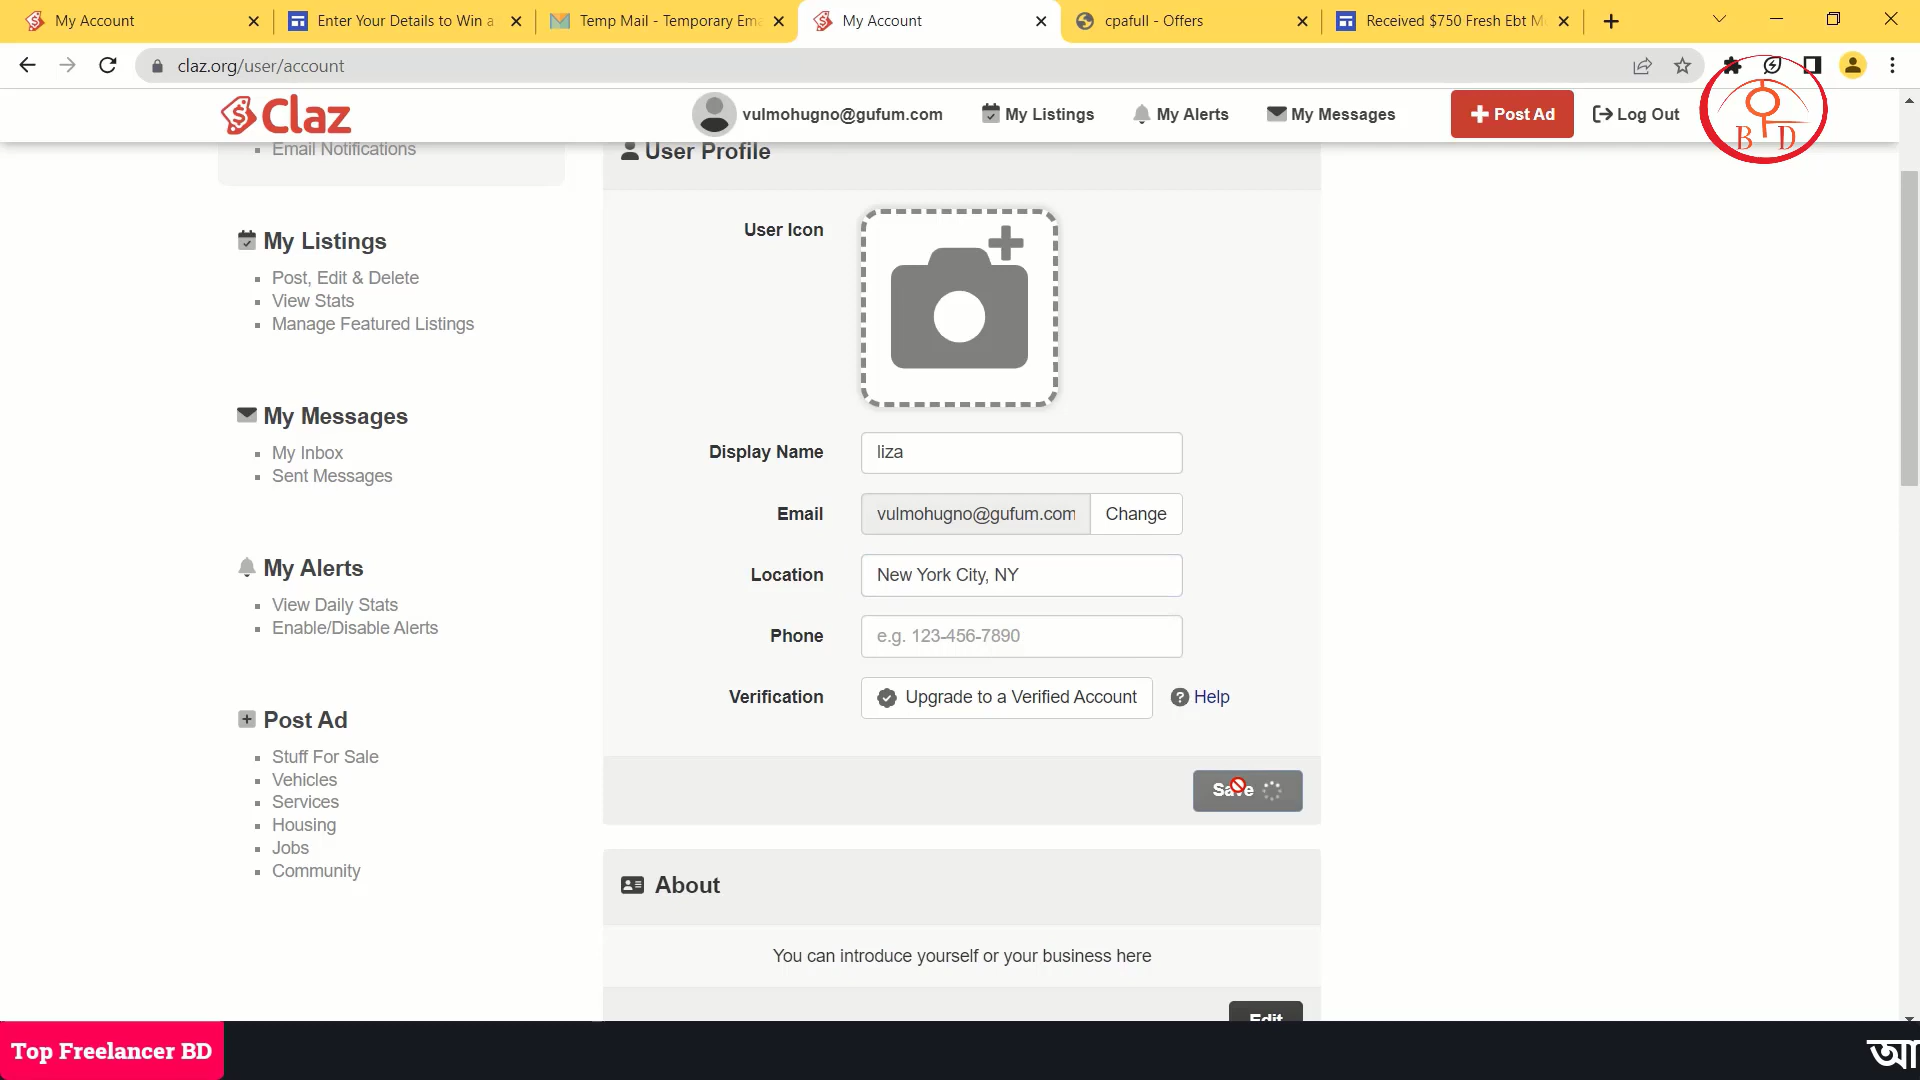 My Account
Enter Your Details to Win a
Temp Mail - Temporary Ema
My Account
cpafull - Offers
Received $750 Fresh Ebt M
claz.org/user/account
Claz
vulmohugno@gufum.com
My Listings
My Alerts
My Messages
Post Ad
Log Out
B D
Email Notifications
My Listings
Post, Edit & Delete
View Stats
Manage Featured Listings
My Messages
My Inbox
Sent Messages
My Alerts
View Daily Stats
Enable/Disable Alerts
Post Ad
Stuff For Sale
Vehicles
Services
Housing
Jobs
Community
User Profile
User Icon
Display Name
liza
Email
vulmohugno@gufum.com
Change
Location
New York City, NY
Phone
e.g. 123-456-7890
Verification
Upgrade to a Verified Account
Help
Save
About
You can introduce yourself or your business here
Edit
Top Freelancer BD
আ